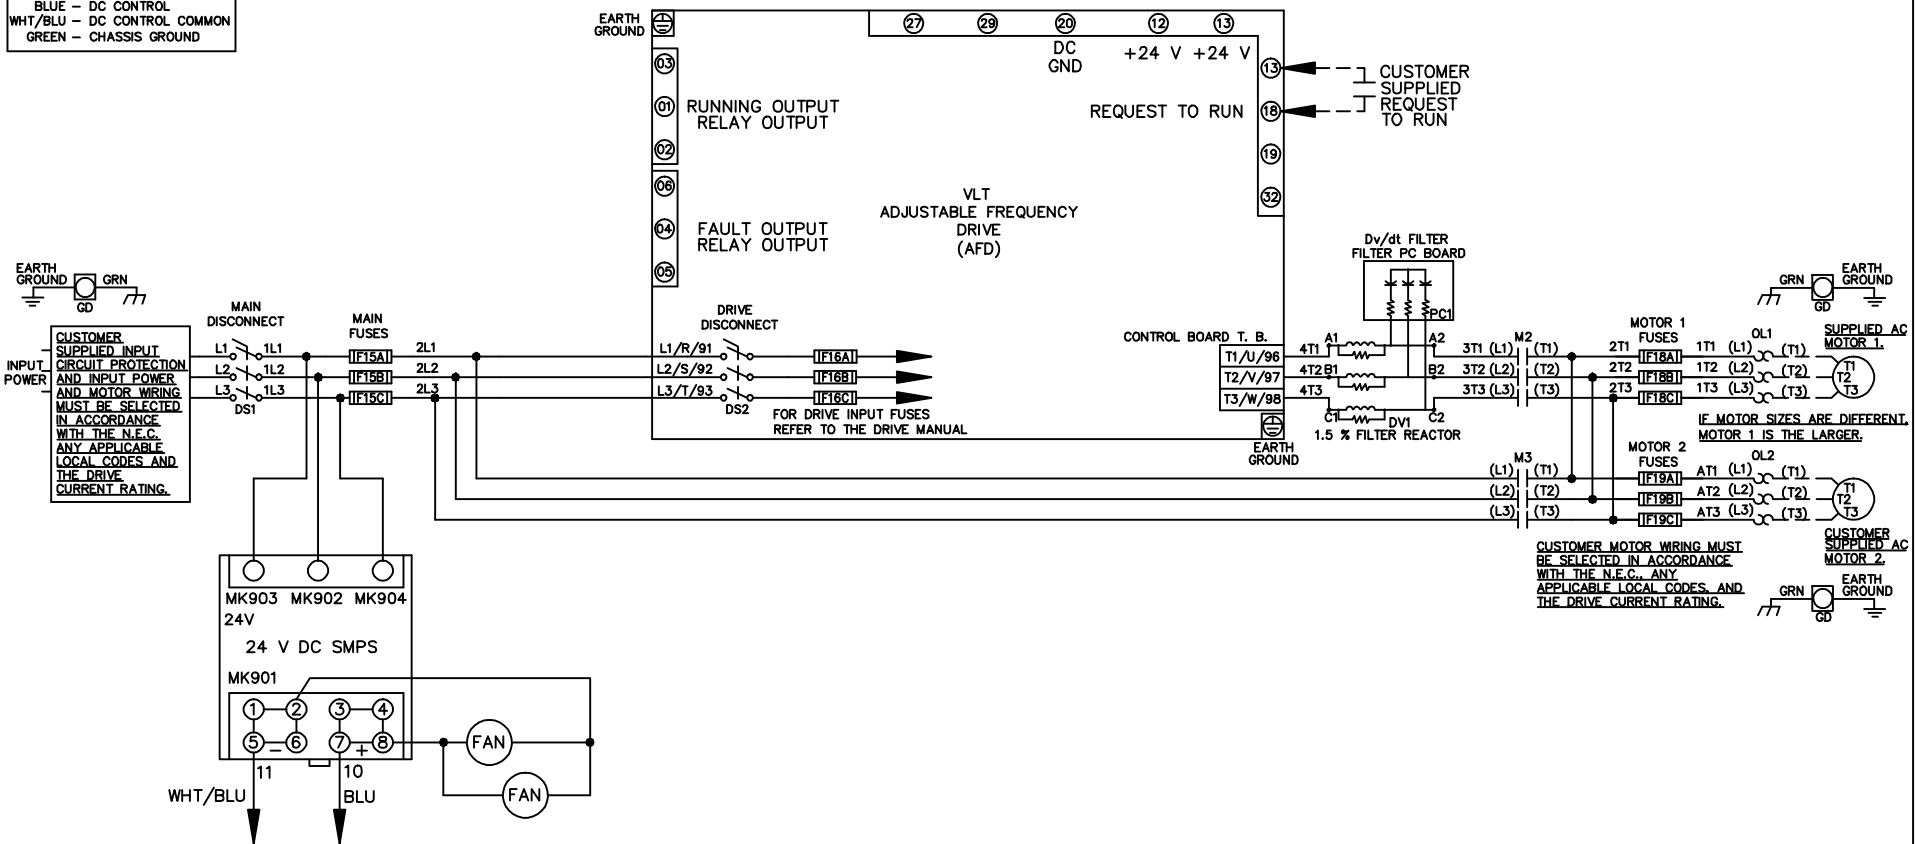 BLUE – DC CONTROL
WHT/BLU – DC CONTROL COMMON
GREEN – CHASSIS GROUND
EARTH
GROUND
27
29
20
12
13
DC
GND
+24 V
+24 V
03
01
02
RUNNING OUTPUT
RELAY OUTPUT
06
04
05
FAULT OUTPUT
RELAY OUTPUT
REQUEST TO RUN
13
18
19
32
CUSTOMER
SUPPLIED
REQUEST
TO RUN
VLT
ADJUSTABLE FREQUENCY
DRIVE
(AFD)
EARTH
GROUND
GRN
GD
INPUT
POWER
CUSTOMER
SUPPLIED INPUT
CIRCUIT PROTECTION
AND INPUT POWER
AND MOTOR WIRING
MUST BE SELECTED
IN ACCORDANCE
WITH THE N.E.C.
ANY APPLICABLE
LOCAL CODES AND
THE DRIVE
CURRENT RATING.
MAIN
DISCONNECT
L1
1L1
L2
1L2
L3
1L3
DS1
MAIN
FUSES
F15A
F15B
F15C
2L1
2L2
2L3
L1/R/91
L2/S/92
L3/T/93
DRIVE
DISCONNECT
DS2
F16A
F16B
F16C
FOR DRIVE INPUT FUSES
REFER TO THE DRIVE MANUAL
CONTROL BOARD T. B.
T1/U/96
T2/V/97
T3/W/98
EARTH
GROUND
4T1
4T2
4T3
Dv/dt FILTER
FILTER PC BOARD
PC1
A1
A2
B1
B2
C1
C2
DV1
1.5 % FILTER REACTOR
M2
3T1 (L1) (T1)
3T2 (L2) (T2)
3T3 (L3) (T3)
M3
(L1) (T1)
(L2) (T2)
(L3) (T3)
MOTOR 1
FUSES
2T1 F18A 1T1 (L1) (T1)
2T2 F18B 1T2 (L2) (T2)
2T3 F18C 1T3 (L3) (T3)
OL1
GRN
GD
EARTH
GROUND
SUPPLIED AC
MOTOR 1.
T1
T2
T3
IF MOTOR SIZES ARE DIFFERENT,
MOTOR 1 IS THE LARGER.
MOTOR 2
FUSES
F19A AT1 (L1) (T1)
F19B AT2 (L2) (T2)
F19C AT3 (L3) (T3)
OL2
T1
T2
T3
CUSTOMER
SUPPLIED AC
MOTOR 2.
CUSTOMER MOTOR WIRING MUST
BE SELECTED IN ACCORDANCE
WITH THE N.E.C., ANY
APPLICABLE LOCAL CODES, AND
THE DRIVE CURRENT RATING.
GRN
GD
EARTH
GROUND
MK903 MK902 MK904
24V
24 V DC SMPS
MK901
1 2 3 4
5 – 6 7 + 8
11
10
WHT/BLU
BLU
FAN
FAN